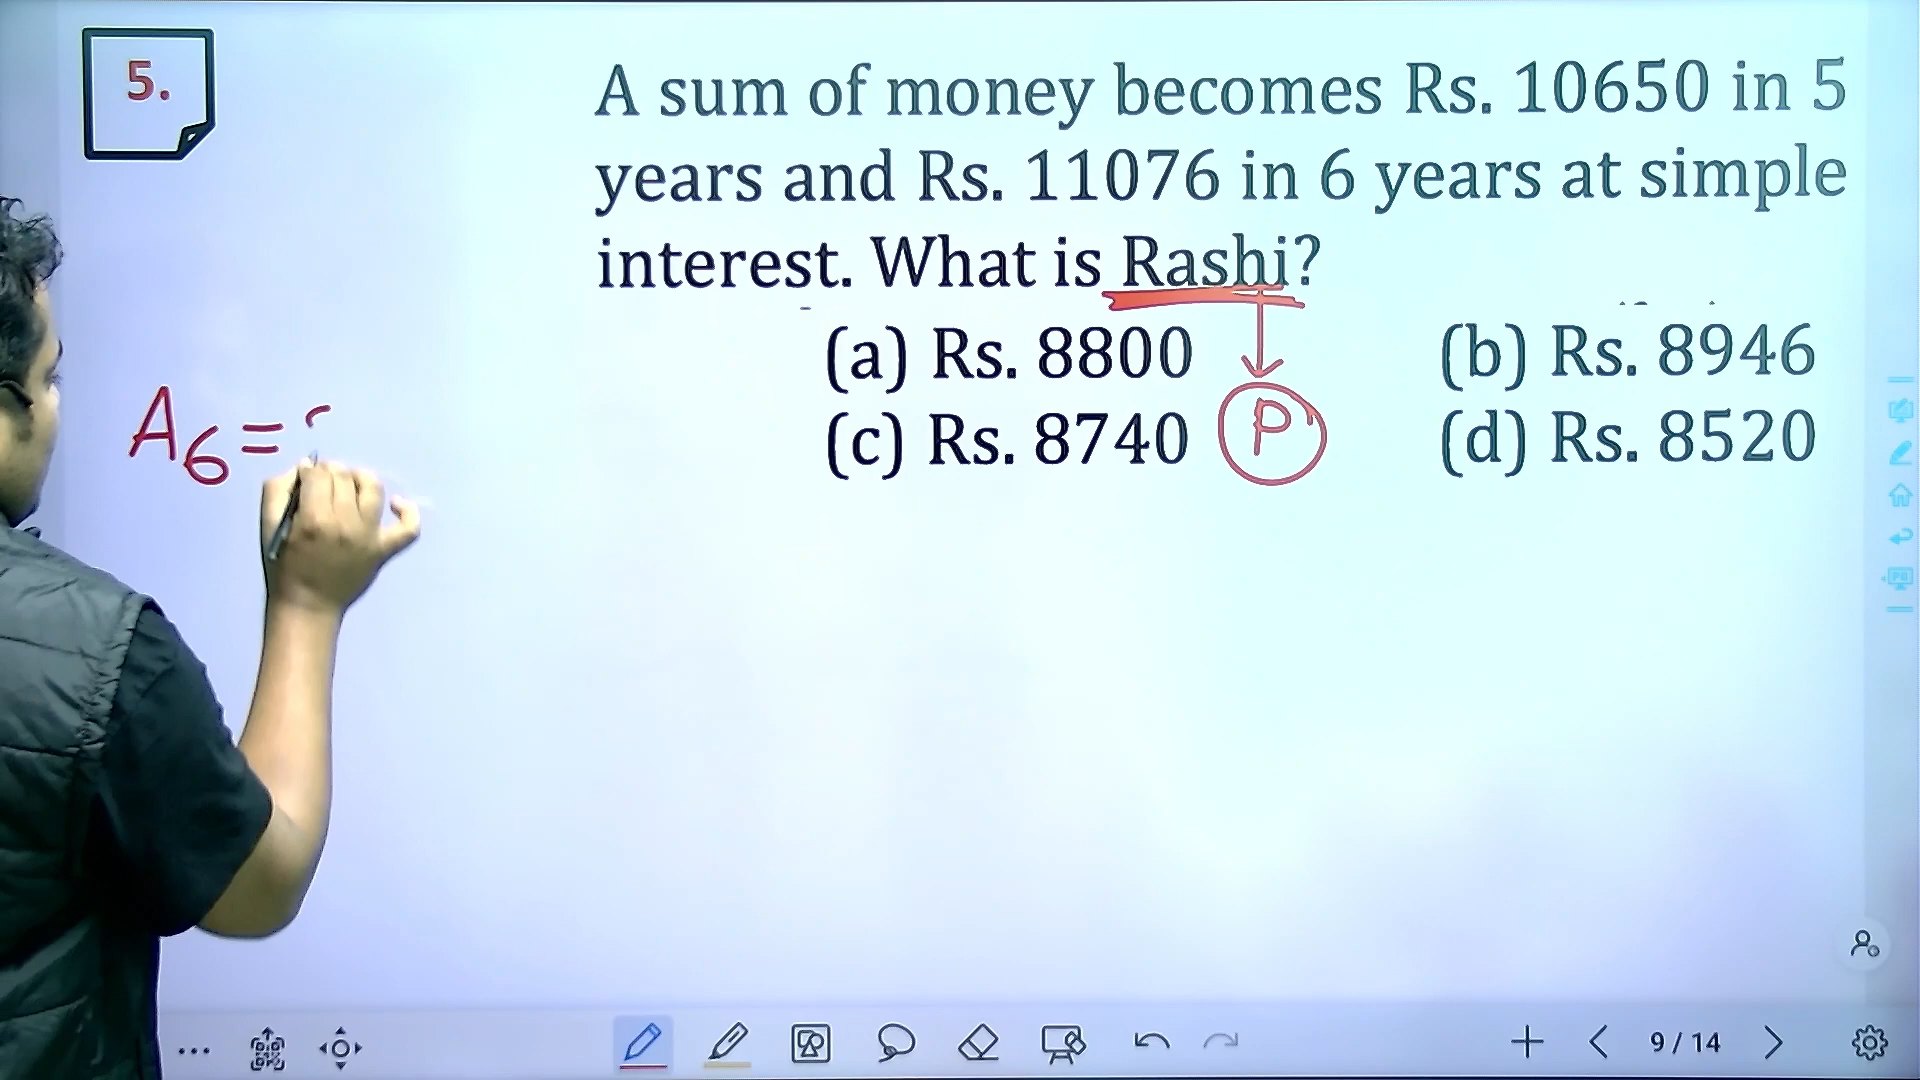 5.
A sum of money becomes Rs. 10650 in 5
years and Rs. 11076 in 6 years at simple
interest. What is Rashi?
(a) Rs. 8800 (b) Rs. 8946
(c) Rs. 8740 P (d) Rs. 8520
A6 =
9 / 14